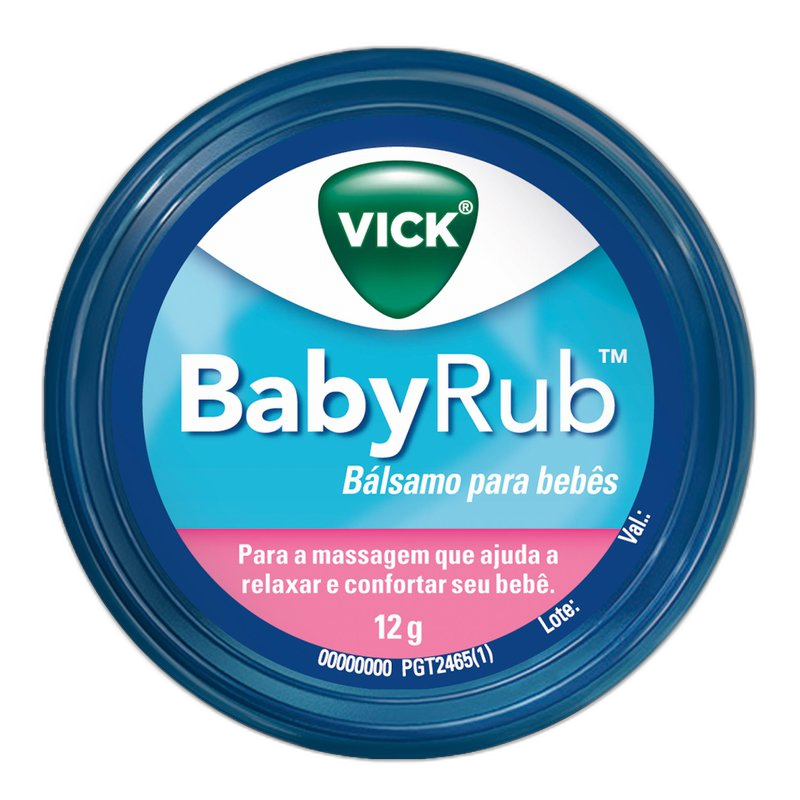 VICK®
BabyRub™
Bálsamo para bebês
Para a massagem que ajuda a
relaxar e confortar seu bebê.
12 g
00000000 PGT2465(1)
Lote:
Val.: